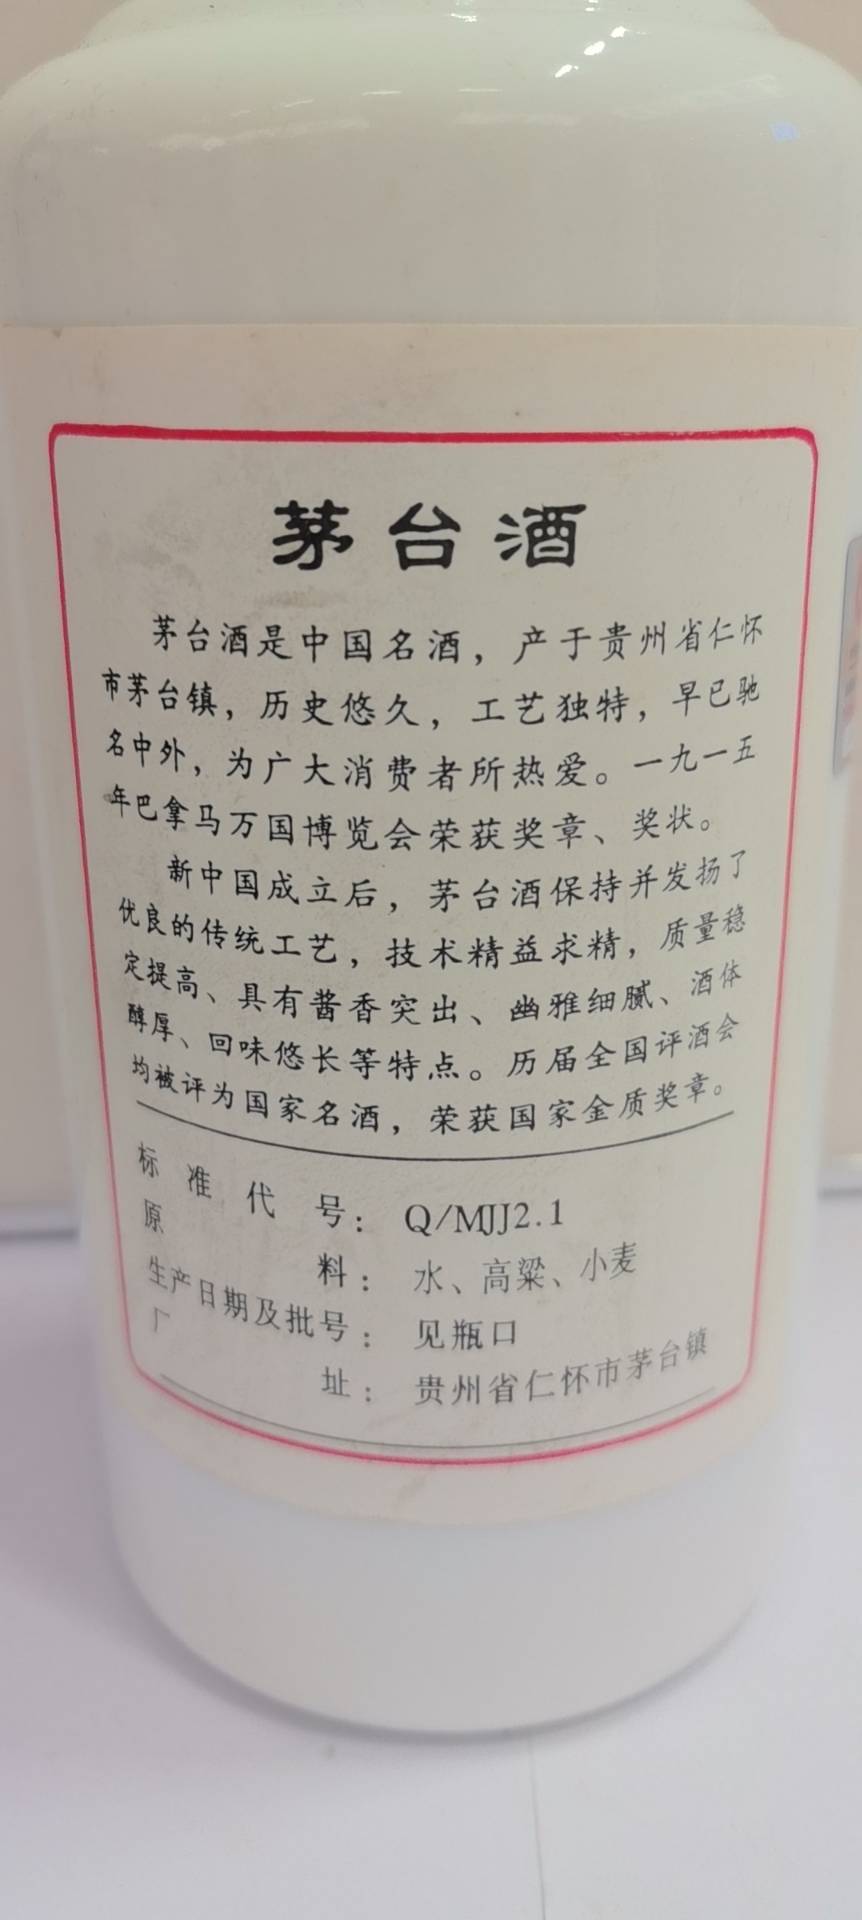 茅台酒
茅台酒是中国名酒，产于贵州省仁怀
市茅台镇，历史悠久，工艺独特，早已驰
名中外，为广大消费者所热爱。一九一五
年巴拿马万国博览会荣获奖章、奖状。
新中国成立后，茅台酒保持并发扬了
优良的传统工艺，技术精益求精，质量稳
定提高、具有酱香突出、幽雅细腻、酒体
醇厚、回味悠长等特点。历届全国评酒会
均被评为国家名酒，荣获国家金质奖章。
标准代号：Q/MJJ2.1
原料：水、高粱、小麦
生产日期及批号：见瓶口
厂址：贵州省仁怀市茅台镇